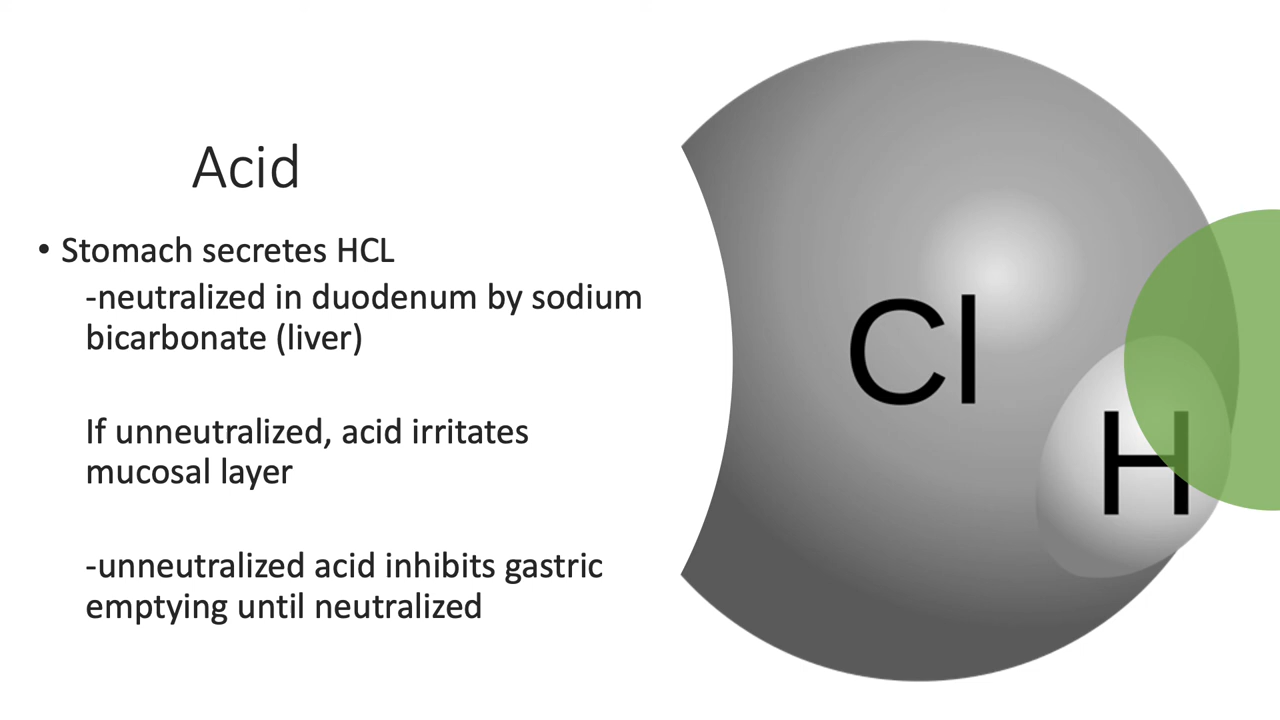 Acid
• Stomach secretes HCL
-neutralized in duodenum by sodium
bicarbonate (liver)
If unneutralized, acid irritates
mucosal layer
-unneutralized acid inhibits gastric
emptying until neutralized
Cl
H